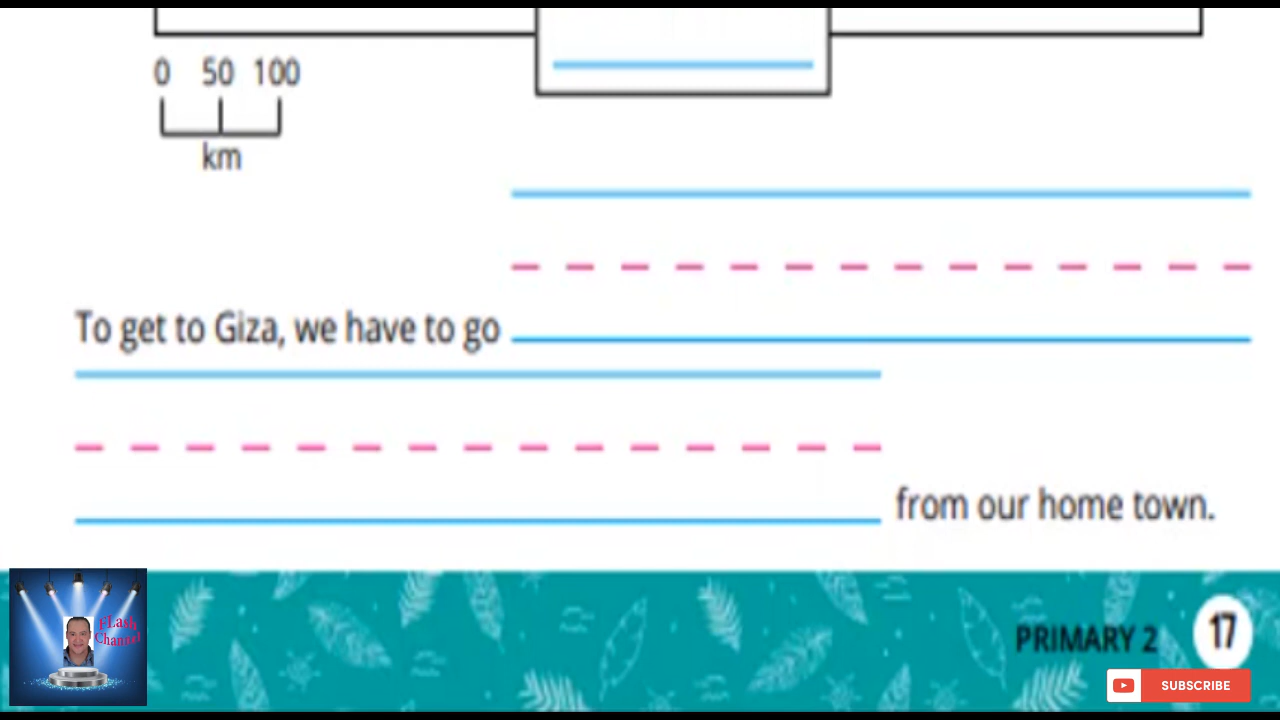 0 50 100
km
To get to Giza, we have to go
from our home town.
PRIMARY 2 17
FLash
Channel
SUBSCRIBE